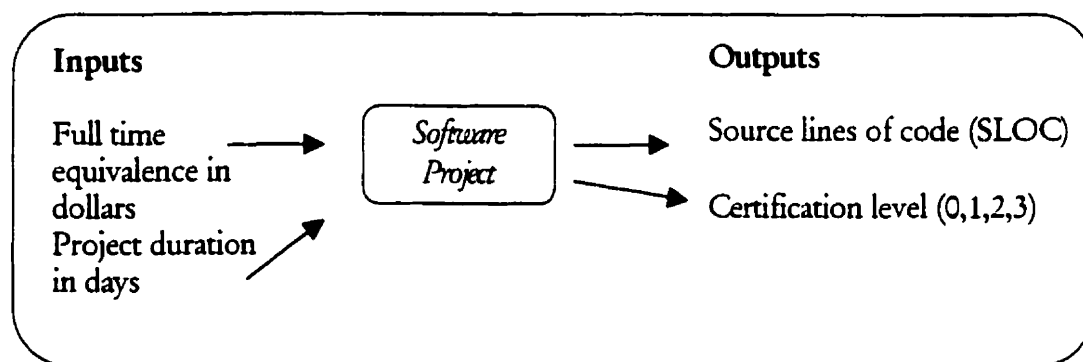 Inputs
Full time
equivalence in
dollars
Project duration
in days
Software
Project
Outputs
Source lines of code (SLOC)
Certification level (0,1,2,3)